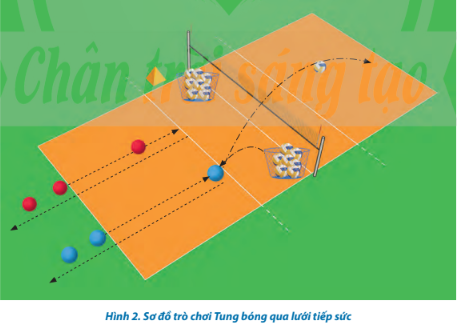 Chân trời sáng tạo
Hình 2. Sơ đồ trò chơi Tung bóng qua lưới tiếp sức